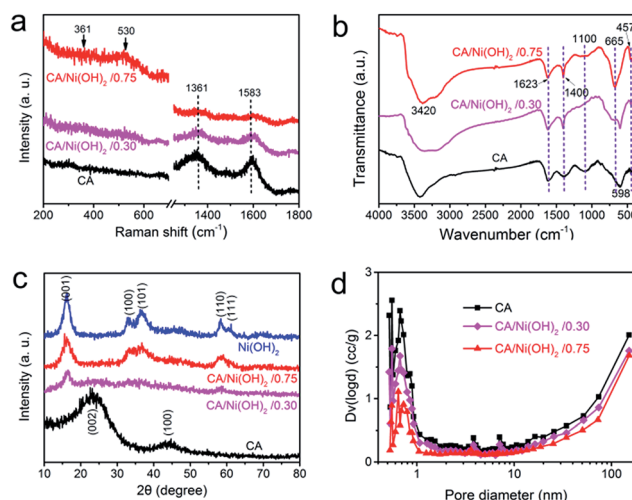 a
361
530
CA/Ni(OH)2 /0.75
1361
1583
CA/Ni(OH)2 /0.30
CA
Intensity (a. u.)
200
400
600
1400
1600
1800
Raman shift (cm-1)
b
457
1100
665
1623
1400
CA/Ni(OH)2 /0.75
3420
CA/Ni(OH)2 /0.30
CA
598
Transmittance (a. u.)
4000
3500
3000
2500
2000
1500
1000
500
Wavenumber (cm-1)
c
(001)
(100)
(101)
(110)
(111)
Ni(OH)2
CA/Ni(OH)2 /0.75
CA/Ni(OH)2 /0.30
(002)
(100)
CA
Intensity (a. u.)
10
20
30
40
50
60
70
80
2θ (degree)
d
CA
CA/Ni(OH)2 /0.30
CA/Ni(OH)2 /0.75
Dv(logd) (cc/g)
3
2
1
0
1
10
100
Pore diameter (nm)